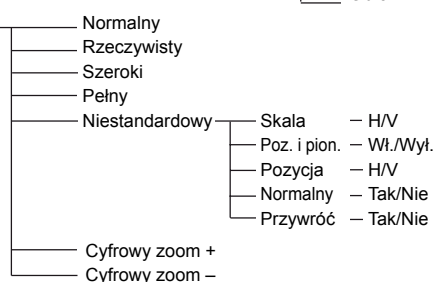 Normalny
Rzeczywisty
Szeroki
Pełny
Niestandardowy Skala – H/V
Poz. i pion. – Wł./Wył.
Pozycja – H/V
Normalny – Tak/Nie
Przywróć – Tak/Nie
Cyfrowy zoom +
Cyfrowy zoom –